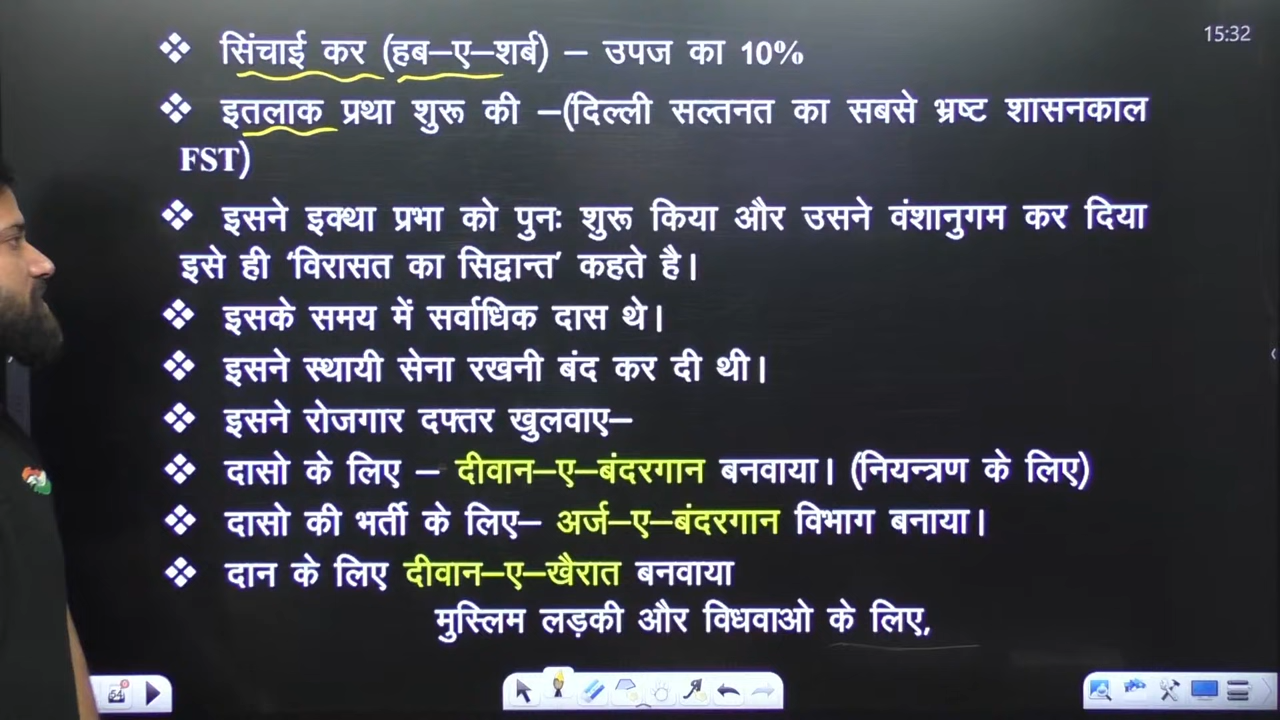 15:32
❖ सिंचाई कर (हब–ए–शर्ब) – उपज का 10%
❖ इतलाक प्रथा शुरू की –(दिल्ली सल्तनत का सबसे भ्रष्ट शासनकाल
FST)
❖ इसने इक्था प्रभा को पुनः शुरू किया और उसने वंशानुगम कर दिया
इसे ही ‘विरासत का सिद्वान्त’ कहते है।
❖ इसके समय में सर्वाधिक दास थे।
❖ इसने स्थायी सेना रखनी बंद कर दी थी।
❖ इसने रोजगार दफ्तर खुलवाए–
❖ दासो के लिए – दीवान–ए–बंदरगान बनवाया। (नियन्त्रण के लिए)
❖ दासो की भर्ती के लिए– अर्ज–ए–बंदरगान विभाग बनाया।
❖ दान के लिए दीवान–ए–खैरात बनवाया
मुस्लिम लड़की और विधवाओ के लिए,
54